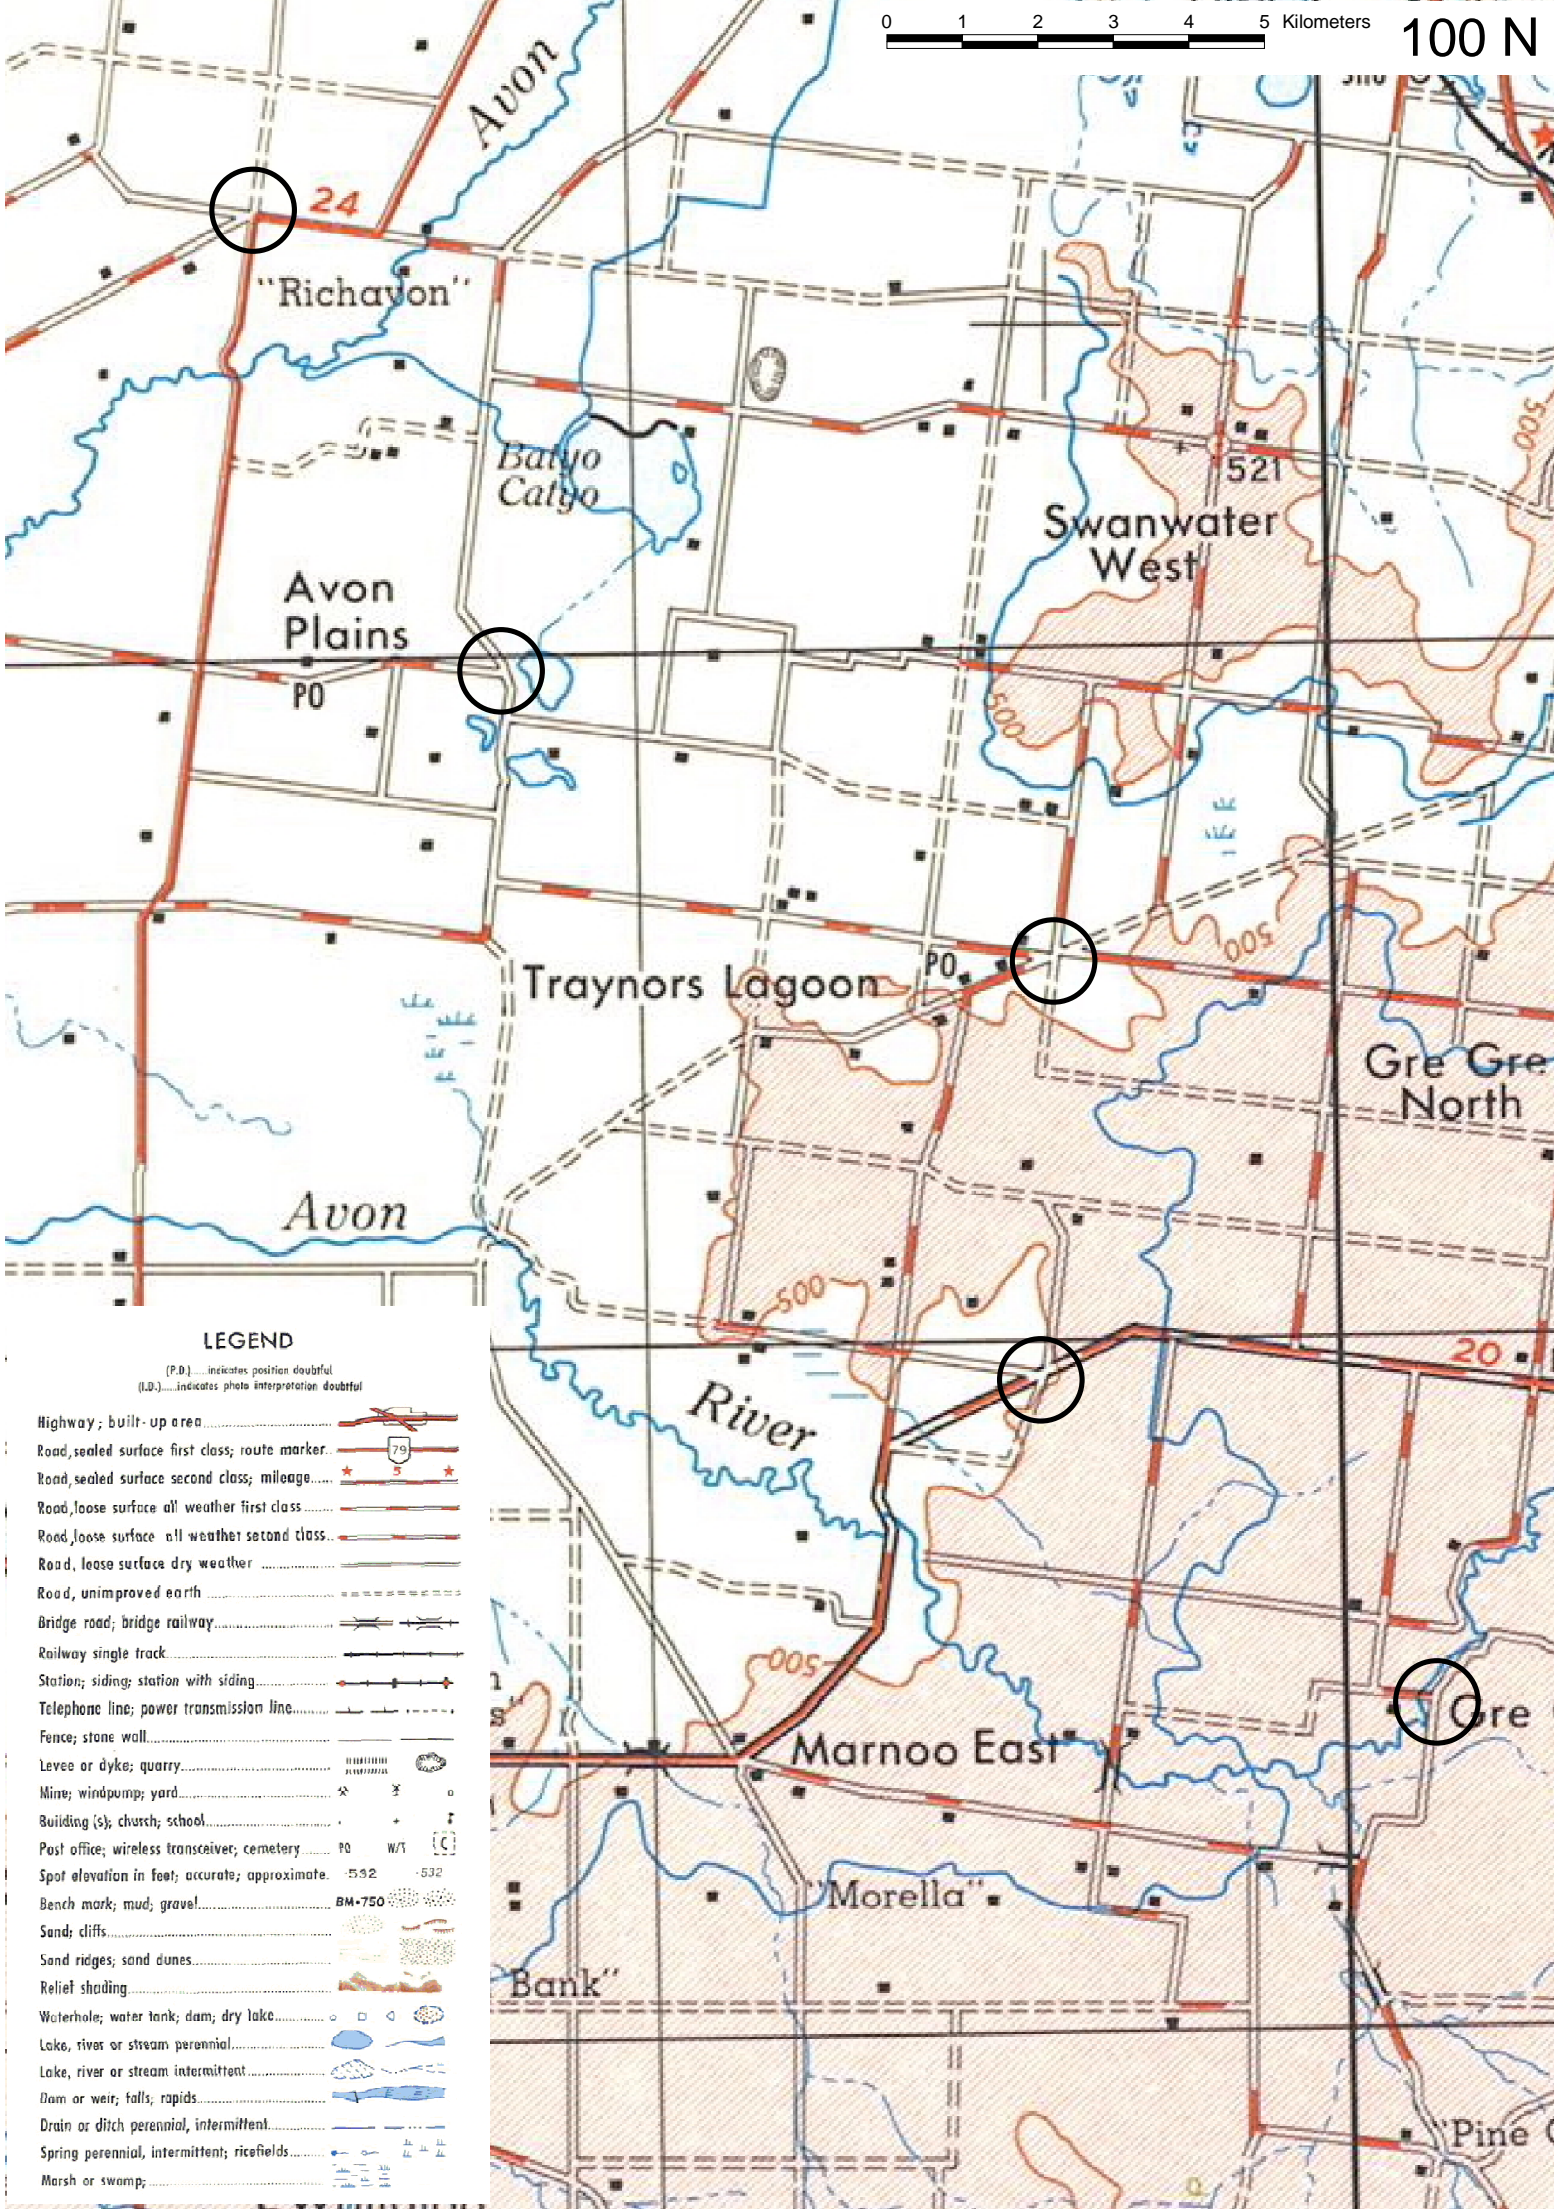 0 1 2 3 4 5 Kilometers
100 N
Avon
24
"Richavon"
500
Batyo
Catyo
521
Swanwater
West
Avon
Plains
PO
500
500
Traynors Lagoon
PO
Gre Gre
North
Avon
500
20
River
500
Marnoo East
Gre
"Morella"
Bank"
"Pine
LEGEND
(P.D.).....indicates position doubtful
(I.D.).....indicates photo interpretation doubtful
Highway; built-up area
Road, sealed surface first class; route marker 79
Road, sealed surface second class; mileage 5
Road, loose surface all weather first class
Road, loose surface all weather second class
Road, loose surface dry weather
Road, unimproved earth
Bridge road; bridge railway
Railway single track
Station; siding; station with siding
Telephone line; power transmission line
Fence; stone wall
Levee or dyke; quarry
Mine; windpump; yard
Building (s); church; school
Post office; wireless transceiver; cemetery PO W/T C
Spot elevation in feet; accurate; approximate 532 532
Bench mark; mud; gravel BM-750
Sand; cliffs
Sand ridges; sand dunes
Relief shading
Waterhole; water tank; dam; dry lake
Lake, river or stream perennial
Lake, river or stream intermittent
Dam or weir; falls; rapids
Drain or ditch perennial, intermittent
Spring perennial, intermittent; ricefields
Marsh or swamp;